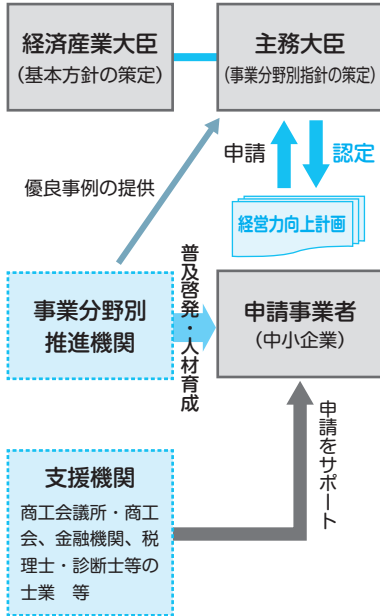 経済産業大臣
(基本方針の策定)
主務大臣
(事業分野別指針の策定)
申請
認定
優良事例の提供
経営力向上計画
事業分野別
推進機関
普及啓発・人材育成
申請事業者
(中小企業)
支援機関
商工会議所・商工
会、金融機関、税
理士・診断士等の
士業　等
申請をサポート